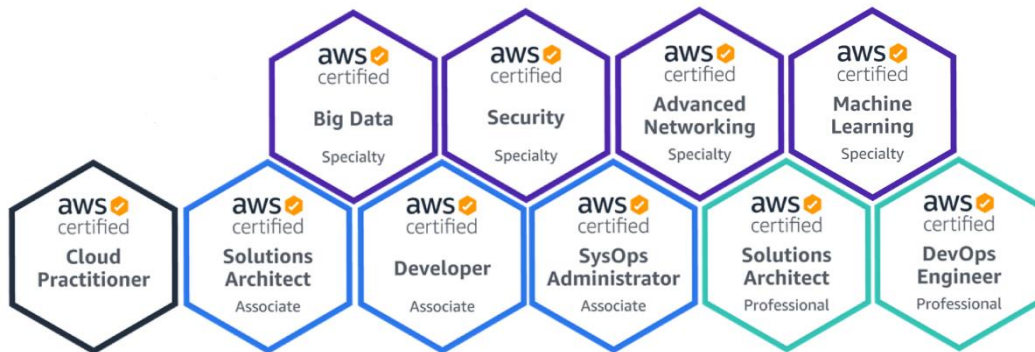 aws
certified
Big Data
Specialty
aws
certified
Security
Specialty
aws
certified
Advanced
Networking
Specialty
aws
certified
Machine
Learning
Specialty
aws
certified
Cloud
Practitioner
aws
certified
Solutions
Architect
Associate
aws
certified
Developer
Associate
aws
certified
SysOps
Administrator
Associate
aws
certified
Solutions
Architect
Professional
aws
certified
DevOps
Engineer
Professional